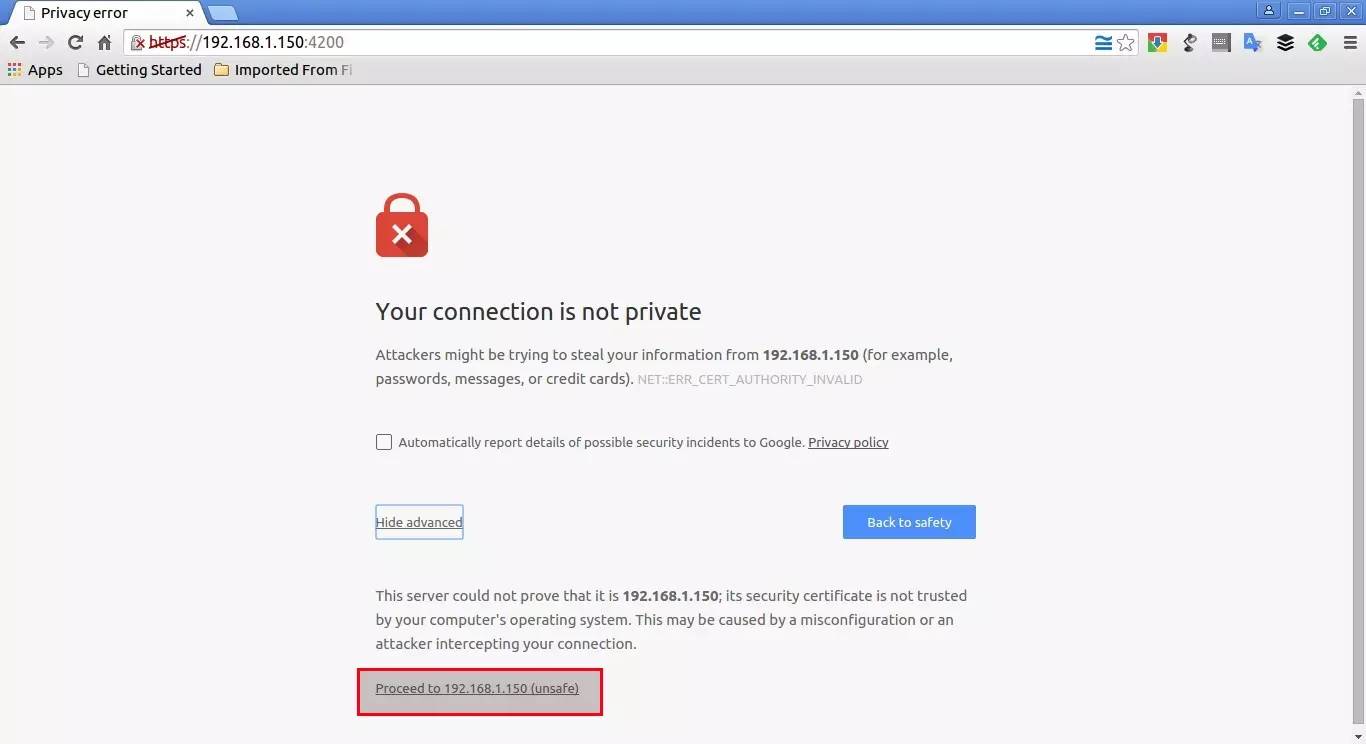 Privacy error
https://192.168.1.150:4200
Apps Getting Started Imported From Fi
Your connection is not private
Attackers might be trying to steal your information from 192.168.1.150 (for example,
passwords, messages, or credit cards). NET::ERR_CERT_AUTHORITY_INVALID
Automatically report details of possible security incidents to Google. Privacy policy
Hide advanced
Back to safety
This server could not prove that it is 192.168.1.150; its security certificate is not trusted
by your computer's operating system. This may be caused by a misconfiguration or an
attacker intercepting your connection.
Proceed to 192.168.1.150 (unsafe)